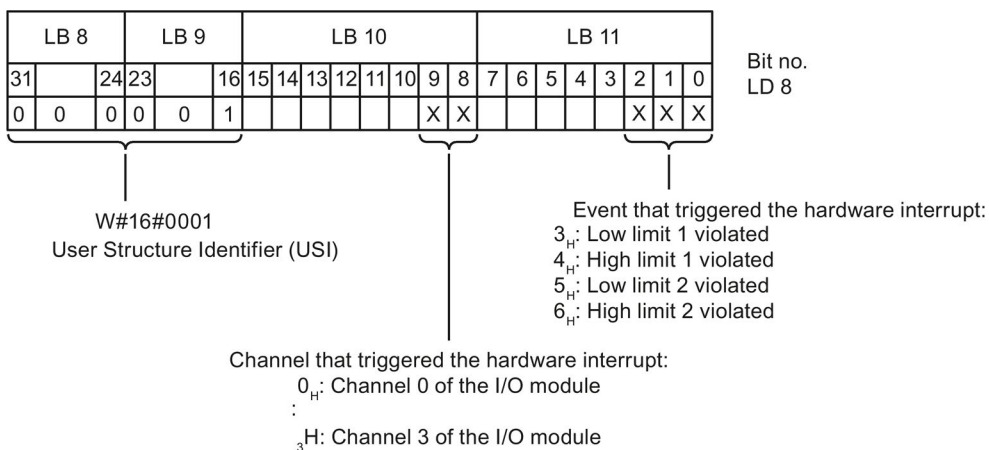 LB 8 LB 9 LB 10 LB 11
Bit no.
31 24 23 16 15 14 13 12 11 10 9 8 7 6 5 4 3 2 1 0
LD 8
0 0 0 0 0 1 X X X X X
W#16#0001
User Structure Identifier (USI)
Event that triggered the hardware interrupt:
3H: Low limit 1 violated
4H: High limit 1 violated
5H: Low limit 2 violated
6H: High limit 2 violated
Channel that triggered the hardware interrupt:
0H: Channel 0 of the I/O module
:
3H: Channel 3 of the I/O module